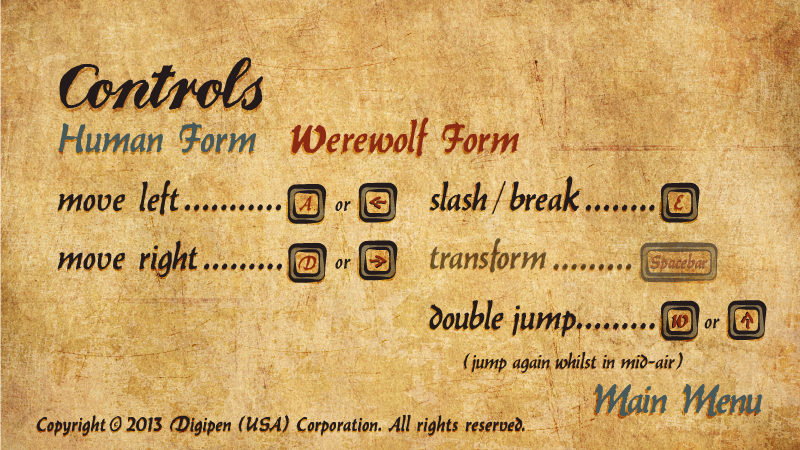 Controls
Human Form Werewolf Form
move left.......... A or ←
slash/break........ E
move right......... D or →
transform ......... Spacebar
double jump......... W or ↑
(jump again whilst in mid-air)
Main Menu
Copyright © 2013 Digipen (USA) Corporation. All rights reserved.